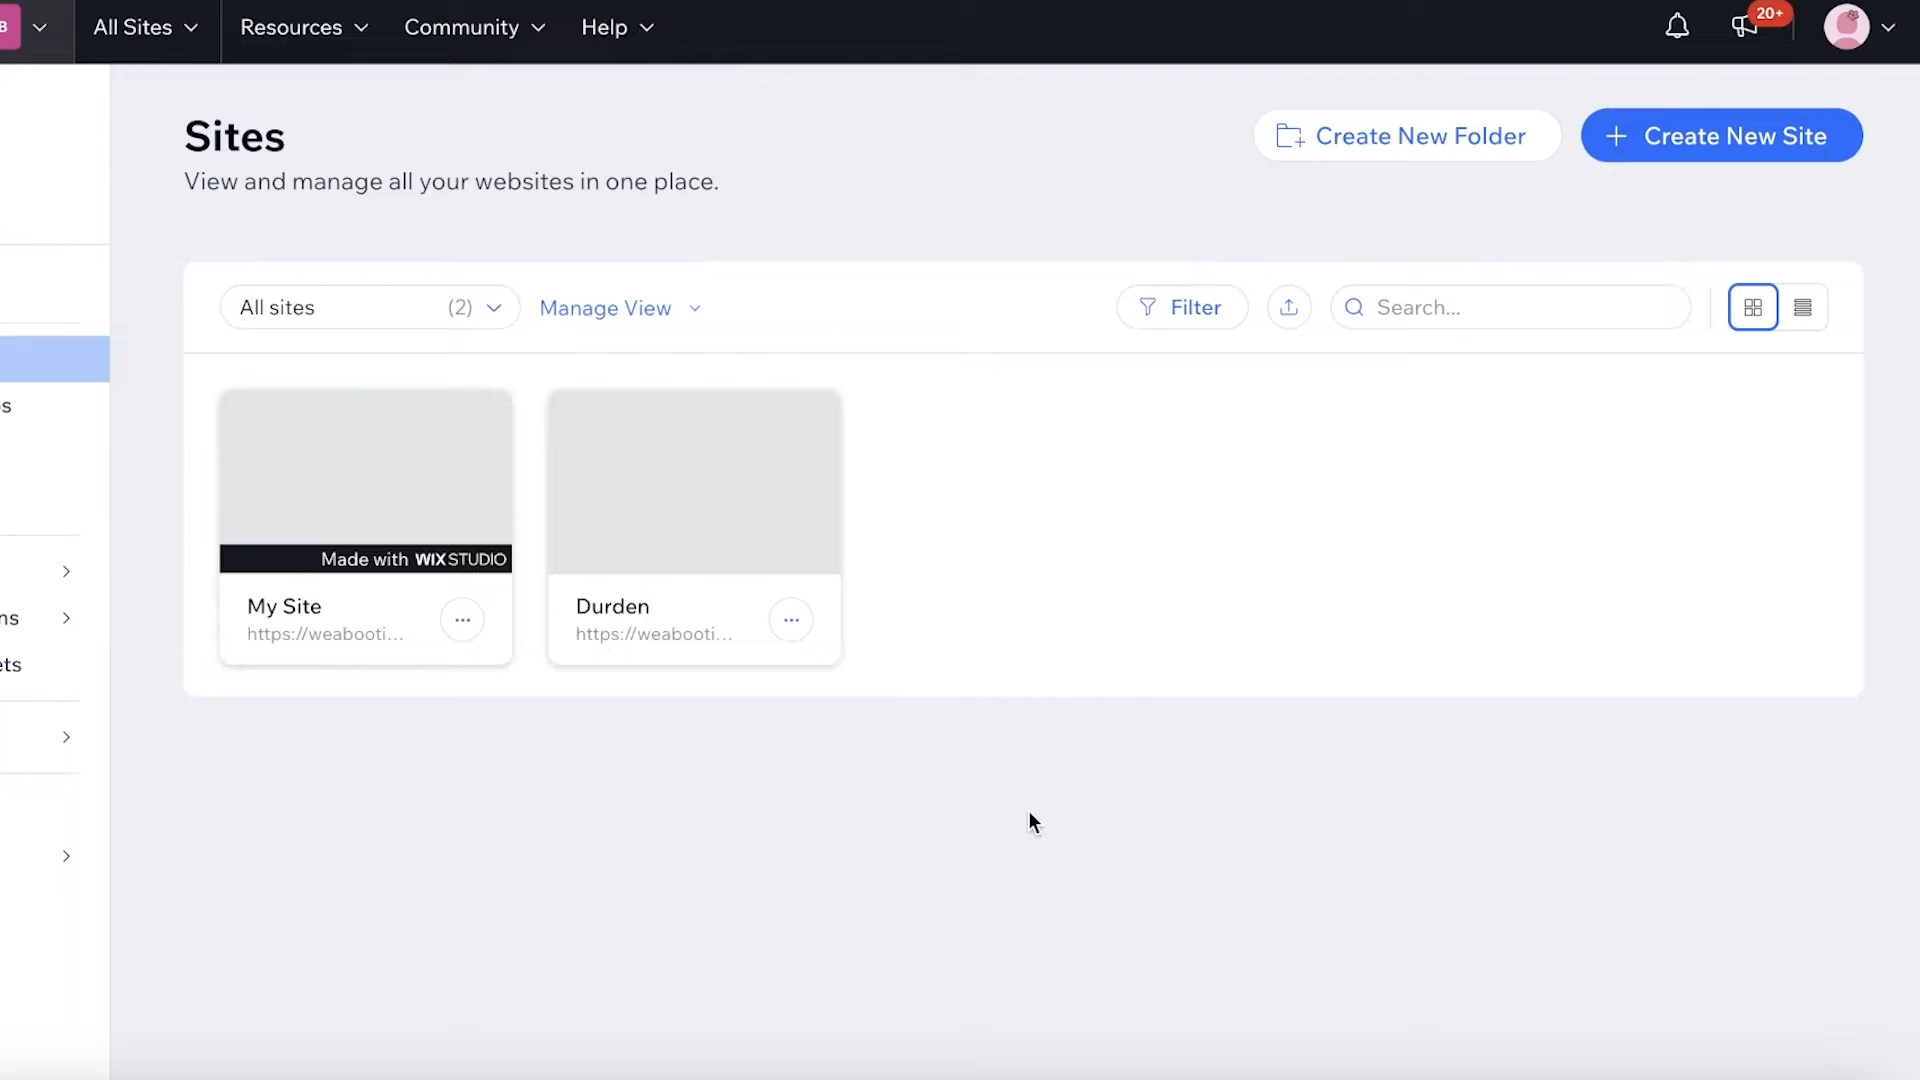 B
All Sites
Resources
Community
Help
20+
Sites
View and manage all your websites in one place.
Create New Folder
Create New Site
All sites (2)
Manage View
Filter
Search...
s
ns
ets
Made with WIX STUDIO
My Site
https://weabooti...
Durden
https://weabooti...